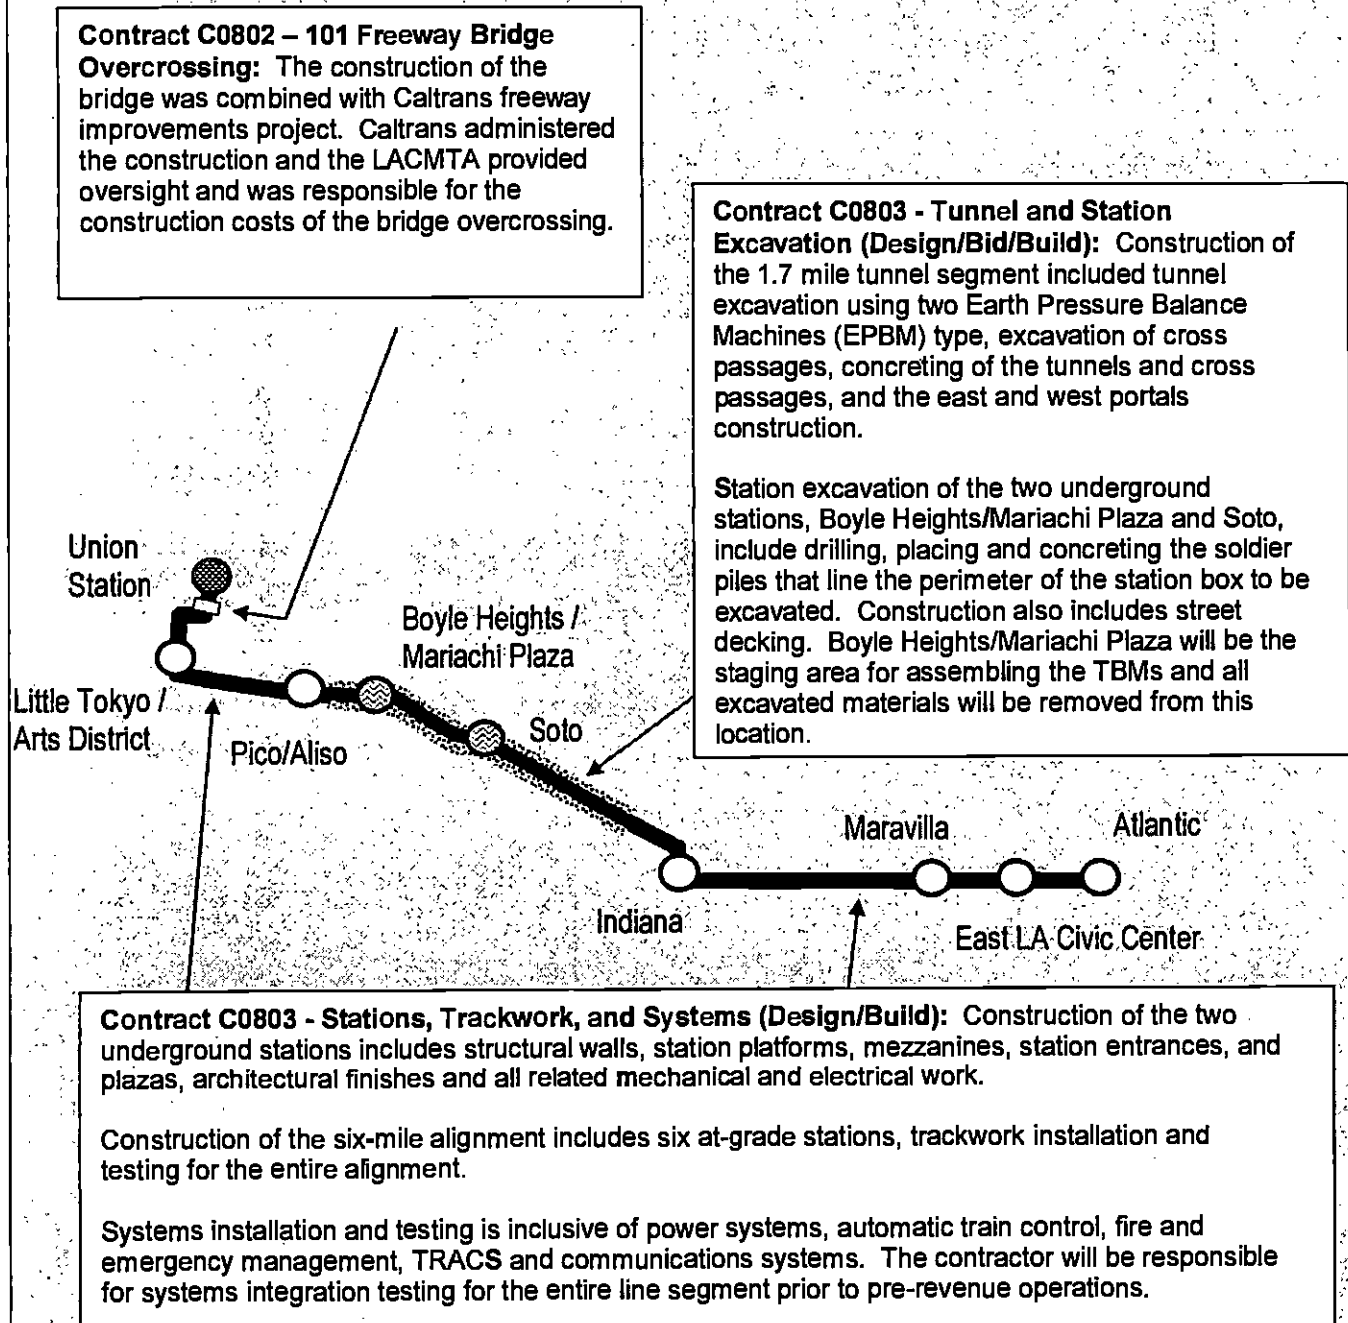 Contract C0802 – 101 Freeway Bridge
Overcrossing: The construction of the
bridge was combined with Caltrans freeway
improvements project. Caltrans administered
the construction and the LACMTA provided
oversight and was responsible for the
construction costs of the bridge overcrossing.
Contract C0803 - Tunnel and Station
Excavation (Design/Bid/Build): Construction of
the 1.7 mile tunnel segment included tunnel
excavation using two Earth Pressure Balance
Machines (EPBM) type, excavation of cross
passages, concreting of the tunnels and cross
passages, and the east and west portals
construction.
Station excavation of the two underground
stations, Boyle Heights/Mariachi Plaza and Soto,
include drilling, placing and concreting the soldier
piles that line the perimeter of the station box to be
excavated. Construction also includes street
decking. Boyle Heights/Mariachi Plaza will be the
staging area for assembling the TBMs and all
excavated materials will be removed from this
location.
Union
Station
Boyle Heights /
Mariachi Plaza
Little Tokyo /
Arts District
Pico/Aliso
Soto
Maravilla
Atlantic
Indiana
East LA Civic Center
Contract C0803 - Stations, Trackwork, and Systems (Design/Build): Construction of the two
underground stations includes structural walls, station platforms, mezzanines, station entrances, and
plazas, architectural finishes and all related mechanical and electrical work.
Construction of the six-mile alignment includes six at-grade stations, trackwork installation and
testing for the entire alignment.
Systems installation and testing is inclusive of power systems, automatic train control, fire and
emergency management, TRACS and communications systems. The contractor will be responsible
for systems integration testing for the entire line segment prior to pre-revenue operations.